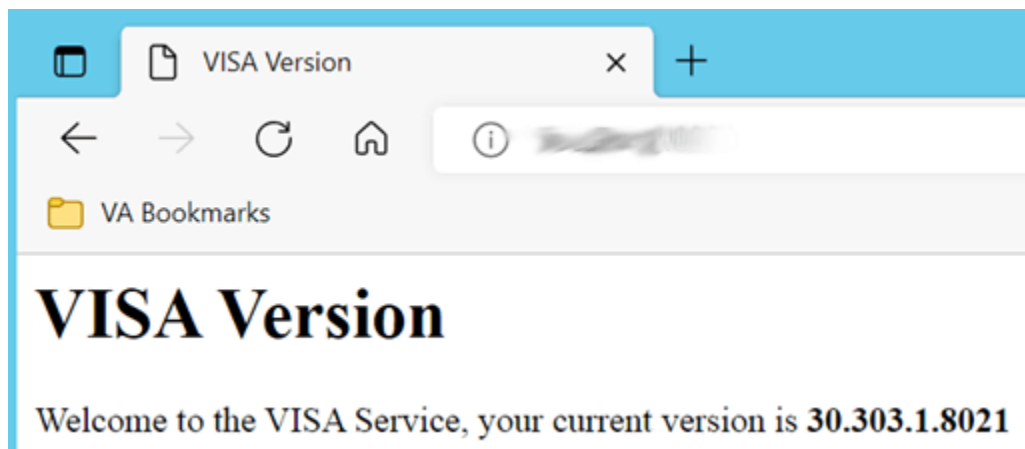 VISA Version
VA Bookmarks
VISA Version
Welcome to the VISA Service, your current version is 30.303.1.8021